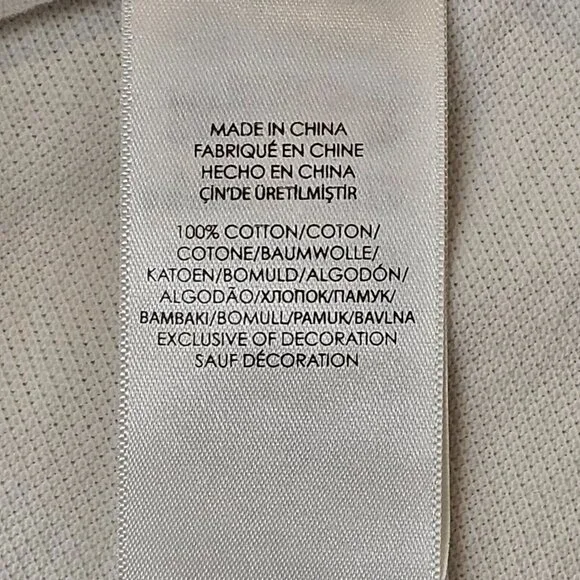 MADE IN CHINA
FABRIQUÉ EN CHINE
HECHO EN CHINA
ÇİN'DE ÜRETİLMİŞTİR
100% COTTON/COTON/
COTONE/BAUMWOLLE/
KATOEN/BOMULD/ALGODÓN/
ALGODÃO/ХЛОПОК/ПАМУК/
BAMBAKI/BOMULL/PAMUK/BAVLNA
EXCLUSIVE OF DECORATION
SAUF DÉCORATION